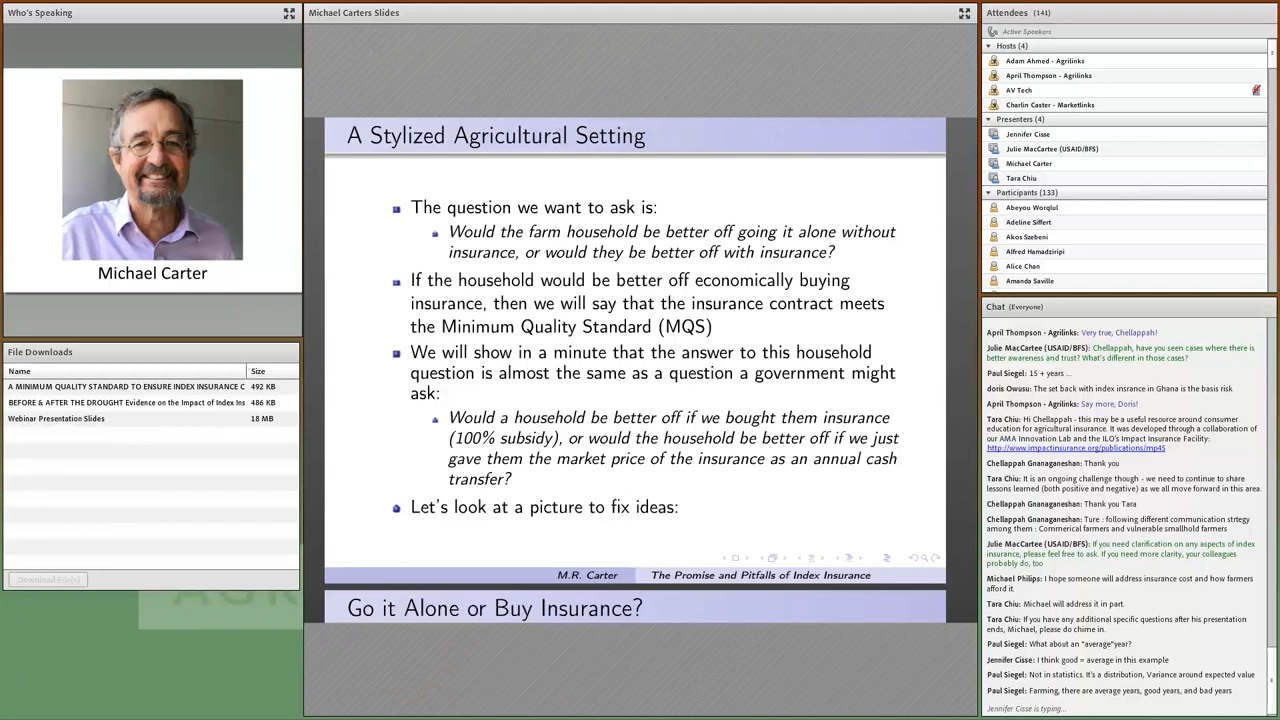 Who's Speaking
Michael Carter
File Downloads
Name Size
A MINIMUM QUALITY STANDARD TO ENSURE INDEX INSURANCE C 492 KB
BEFORE & AFTER THE DROUGHT Evidence on the Impact of Index Ins 486 KB
Webinar Presentation Slides 18 MB
Download File(s)
Michael Carters Slides
A Stylized Agricultural Setting
The question we want to ask is:
Would the farm household be better off going it alone without
insurance, or would they be better off with insurance?
If the household would be better off economically buying
insurance, then we will say that the insurance contract meets
the Minimum Quality Standard (MQS)
We will show in a minute that the answer to this household
question is almost the same as a question a government might
ask:
Would a household be better off if we bought them insurance
(100% subsidy), or would the household be better off if we just
gave them the market price of the insurance as an annual cash
transfer?
Let's look at a picture to fix ideas:
M.R. Carter The Promise and Pitfalls of Index Insurance
Go it Alone or Buy Insurance?
Attendees (141)
Active Speakers
Hosts (4)
Adam Ahmed - Agrilinks
April Thompson - Agrilinks
AV Tech
Charlin Caster - Marketlinks
Presenters (4)
Jennifer Cisse
Julie MacCartee (USAID/BFS)
Michael Carter
Tara Chiu
Participants (133)
Abeyou Worqlul
Adeline Siffert
Akos Szebeni
Alfred Hamadziripi
Alice Chan
Amanda Saville
Chat (Everyone)
April Thompson - Agrilinks: Very true, Chellappah!
Julie MacCartee (USAID/BFS): Chellappah, have you seen cases where there is
better awareness and trust? What's different in those cases?
Paul Siegel: 15 + years ...
doris Owusu: The set back with index insrance in Ghana is the basis risk
April Thompson - Agrilinks: Say more, Doris!
Tara Chiu: Hi Chellappah - this may be a useful resource around consumer
education for agricultural insurance. It was developed through a collaboration of
our AMA Innovation Lab and the ILO's Impact Insurance Facility:
http://www.impactinsurance.org/publications/mp45
Chellappah Gnanaganeshan: Thank you
Tara Chiu: It is an ongoing challenge though - we need to continue to share
lessons learned (both positive and negative) as we all move forward in this area.
Chellappah Gnanaganeshan: Thank you Tara
Chellappah Gnanaganeshan: Ture : following different communication strtegy
among them : Commerical farmers and vulnerable smallhold farmers
Julie MacCartee (USAID/BFS): If you need clarification on any aspects of index
insurance, please feel free to ask. If you need more clarity, your colleagues
probably do, too
Michael Philips: I hope someone will address insurance cost and how farmers
afford it.
Tara Chiu: Michael will address it in part.
Tara Chiu: If you have any additional specific questions after his presentation
ends, Michael, please do chime in.
Paul Siegel: What about an "average"year?
Jennifer Cisse: I think good = average in this example
Paul Siegel: Not in statistics. It's a distribution, Variance around expected value
Paul Siegel: Farming, there are average years, good years, and bad years
Jennifer Cisse is typing...